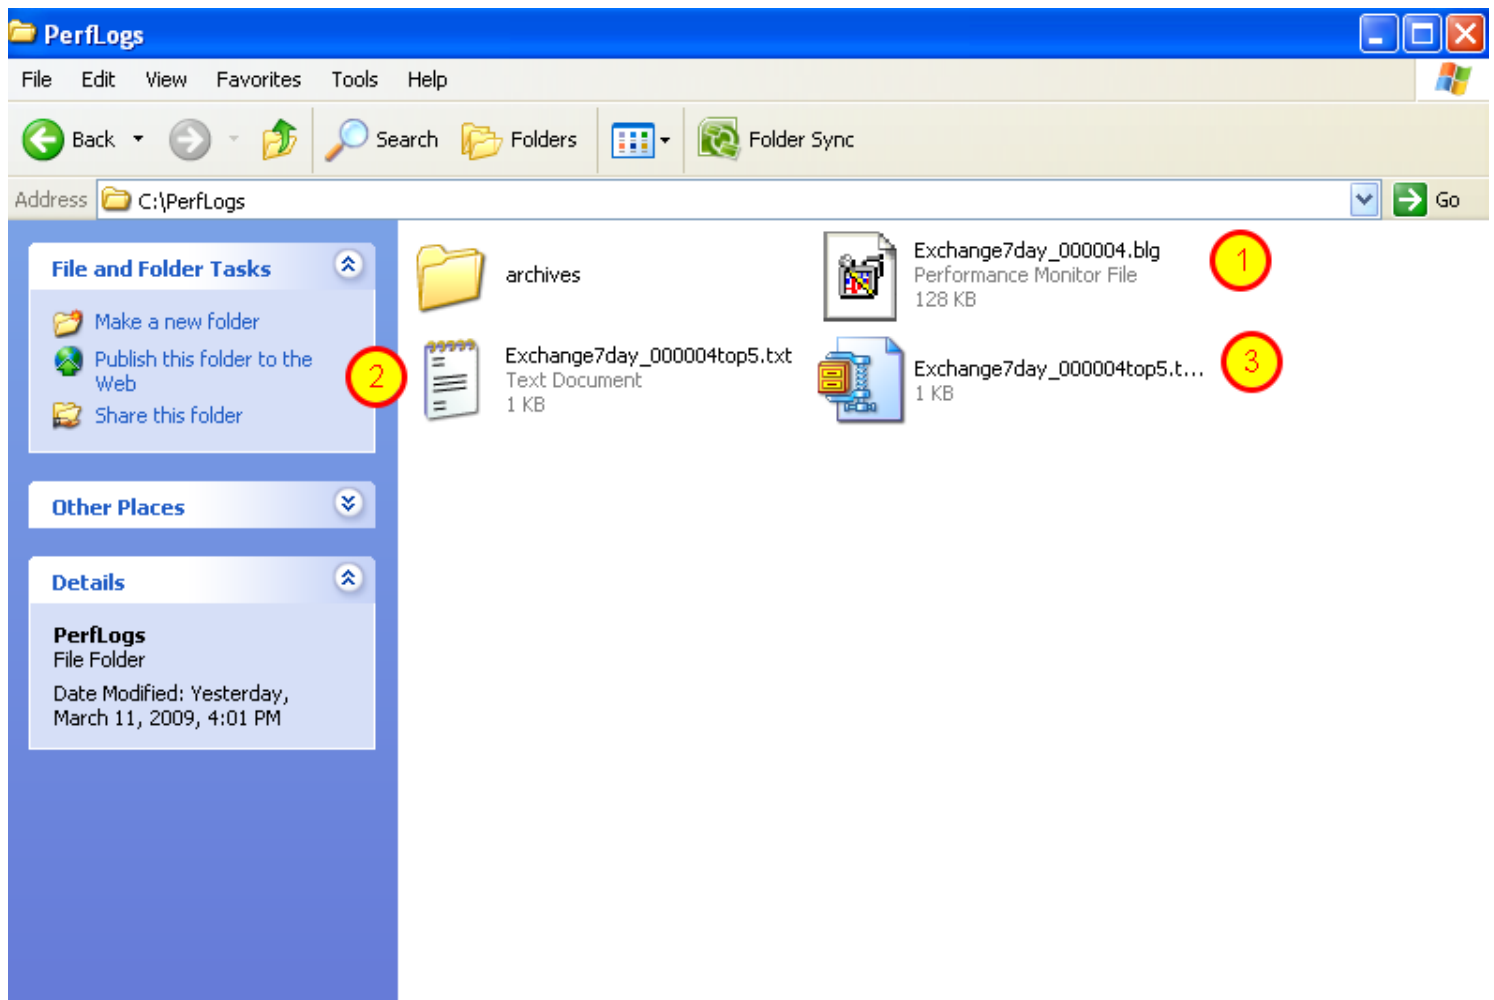 PerfLogs
File Edit View Favorites Tools Help
Back Search Folders Folder Sync
Address C:\PerfLogs Go
File and Folder Tasks
Make a new folder
Publish this folder to the
Web
Share this folder
Other Places
Details
PerfLogs
File Folder
Date Modified: Yesterday,
March 11, 2009, 4:01 PM
archives
Exchange7day_000004.blg
Performance Monitor File
128 KB
1
2
Exchange7day_000004top5.txt
Text Document
1 KB
Exchange7day_000004top5.t...
1 KB
3